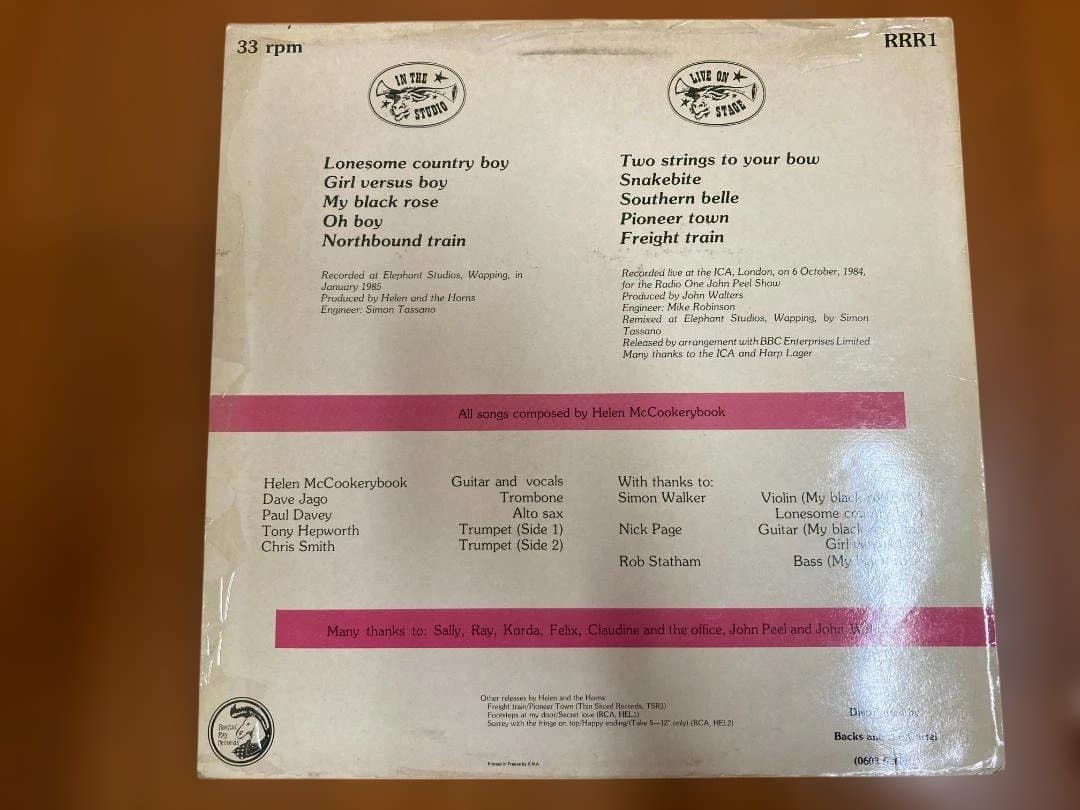 33 rpm
RRR1
IN THE STUDIO
LIVE ON STAGE
Lonesome country boy
Girl versus boy
My black rose
Oh boy
Northbound train
Recorded at Elephant Studios, Wapping, in
January 1985
Produced by Helen and the Horns
Engineer: Simon Tassano
Two strings to your bow
Snakebite
Southern belle
Pioneer town
Freight train
Recorded live at the ICA, London, on 6 October, 1984,
for the Radio One John Peel Show
Produced by John Walters
Engineer: Mike Robinson
Remixed at Elephant Studios, Wapping, by Simon
Tassano
Released by arrangement with BBC Enterprises Limited
Many thanks to the ICA and Harp Lager
All songs composed by Helen McCookerybook
Helen McCookerybook Guitar and vocals
Dave Jago Trombone
Paul Davey Alto sax
Tony Hepworth Trumpet (Side 1)
Chris Smith Trumpet (Side 2)
With thanks to:
Simon Walker Violin (My black
Lonesome
Nick Page Guitar (My black
Girl
Rob Statham Bass (My
Many thanks to: Sally, Ray, Korda, Felix, Claudine and the office, John Peel and John
Other releases by Helen and the Horns:
Freight train/Pioneer Town (Thin Sliced Records, TSR3)
Footsteps at my door/Secret love (RCA, HEL1)
Surrey with the fringe on top/Happy ending/(Take 5—12" only) (RCA, HEL2)
Records
Printed in France by
Distributed by
Backs and Cartel